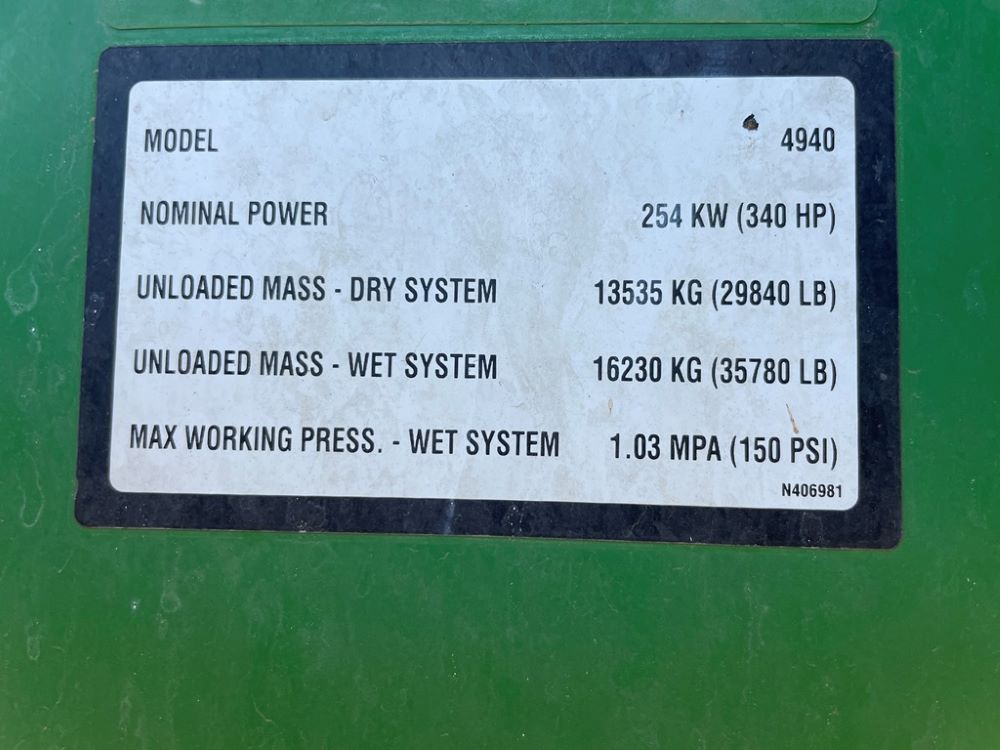 MODEL 4940
NOMINAL POWER 254 KW (340 HP)
UNLOADED MASS - DRY SYSTEM 13535 KG (29840 LB)
UNLOADED MASS - WET SYSTEM 16230 KG (35780 LB)
MAX WORKING PRESS. - WET SYSTEM 1.03 MPA (150 PSI)
N406981